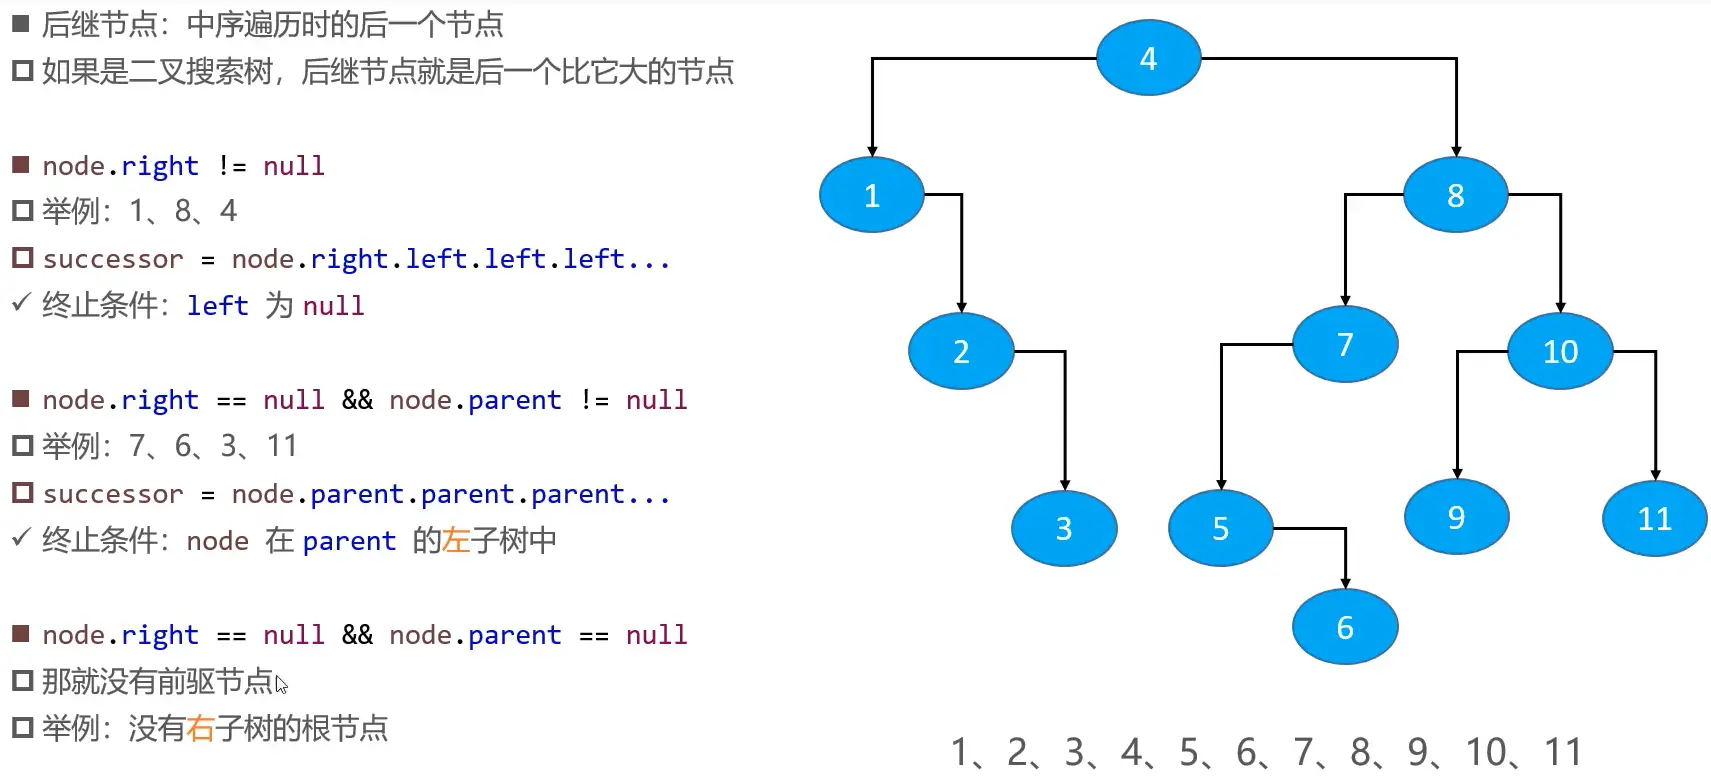 后继节点：中序遍历时的后一个节点
如果是二叉搜索树，后继节点就是后一个比它大的节点
node.right != null
举例：1、8、4
successor = node.right.left.left.left...
终止条件：left 为 null
node.right == null && node.parent != null
举例：7、6、3、11
successor = node.parent.parent.parent...
终止条件：node 在 parent 的左子树中
node.right == null && node.parent == null
那就没有前驱节点
举例：没有右子树的根节点
4
1
8
2
7
10
3
5
9
11
6
1、2、3、4、5、6、7、8、9、10、11